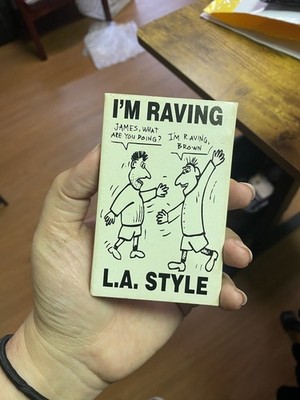 I'M RAVING
JAMES, WHAT
ARE YOU DOING?
I'M RAVING,
BROWN
L.A. STYLE